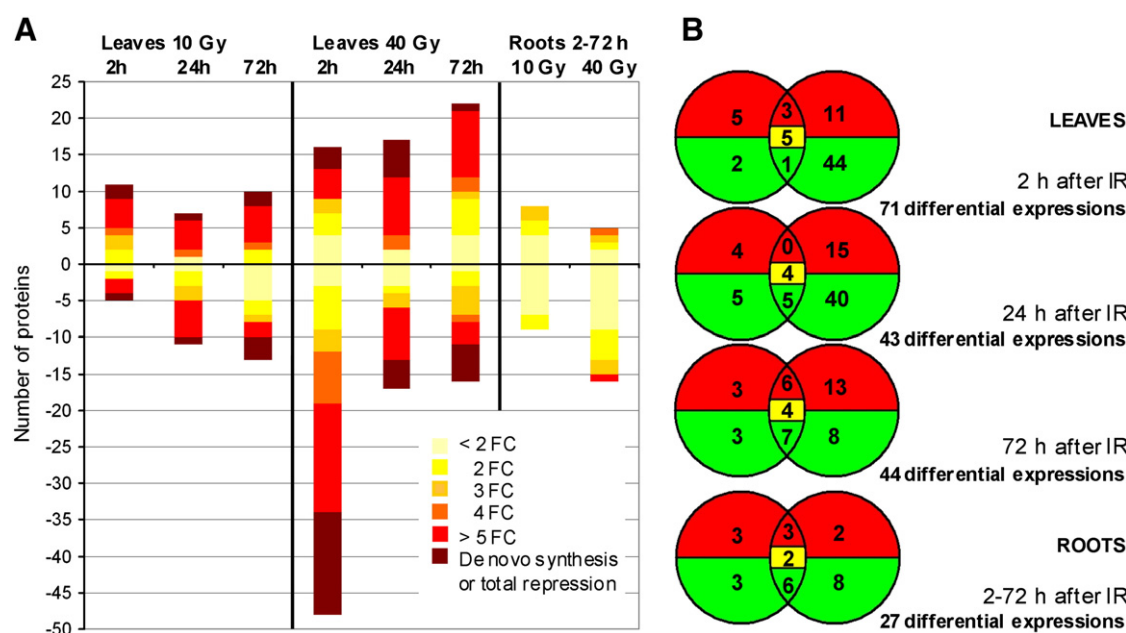 A
Leaves 10 Gy Leaves 40 Gy Roots 2-72 h
2h 24h 72h 2h 24h 72h 10 Gy 40 Gy
Number of proteins
25
20
15
10
5
0
-5
-10
-15
-20
-25
-30
-35
-40
-45
-50
< 2 FC
2 FC
3 FC
4 FC
> 5 FC
De novo synthesis
or total repression
B
5 3 11
5
2 1 44
LEAVES
2 h after IR
71 differential expressions
4 0 15
4
5 5 40
24 h after IR
43 differential expressions
3 6 13
4
3 7 8
72 h after IR
44 differential expressions
3 3 2
2
3 6 8
ROOTS
2-72 h after IR
27 differential expressions